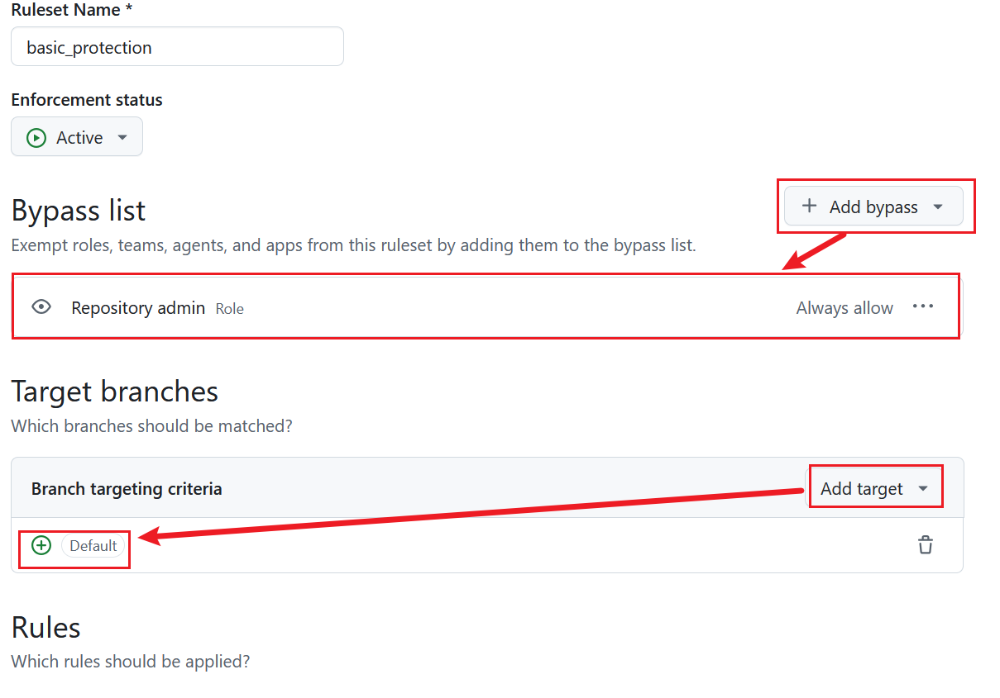 Ruleset Name *
basic_protection
Enforcement status
Active
Bypass list
Add bypass
Exempt roles, teams, agents, and apps from this ruleset by adding them to the bypass list.
Repository admin Role Always allow
Target branches
Which branches should be matched?
Branch targeting criteria Add target
Default
Rules
Which rules should be applied?